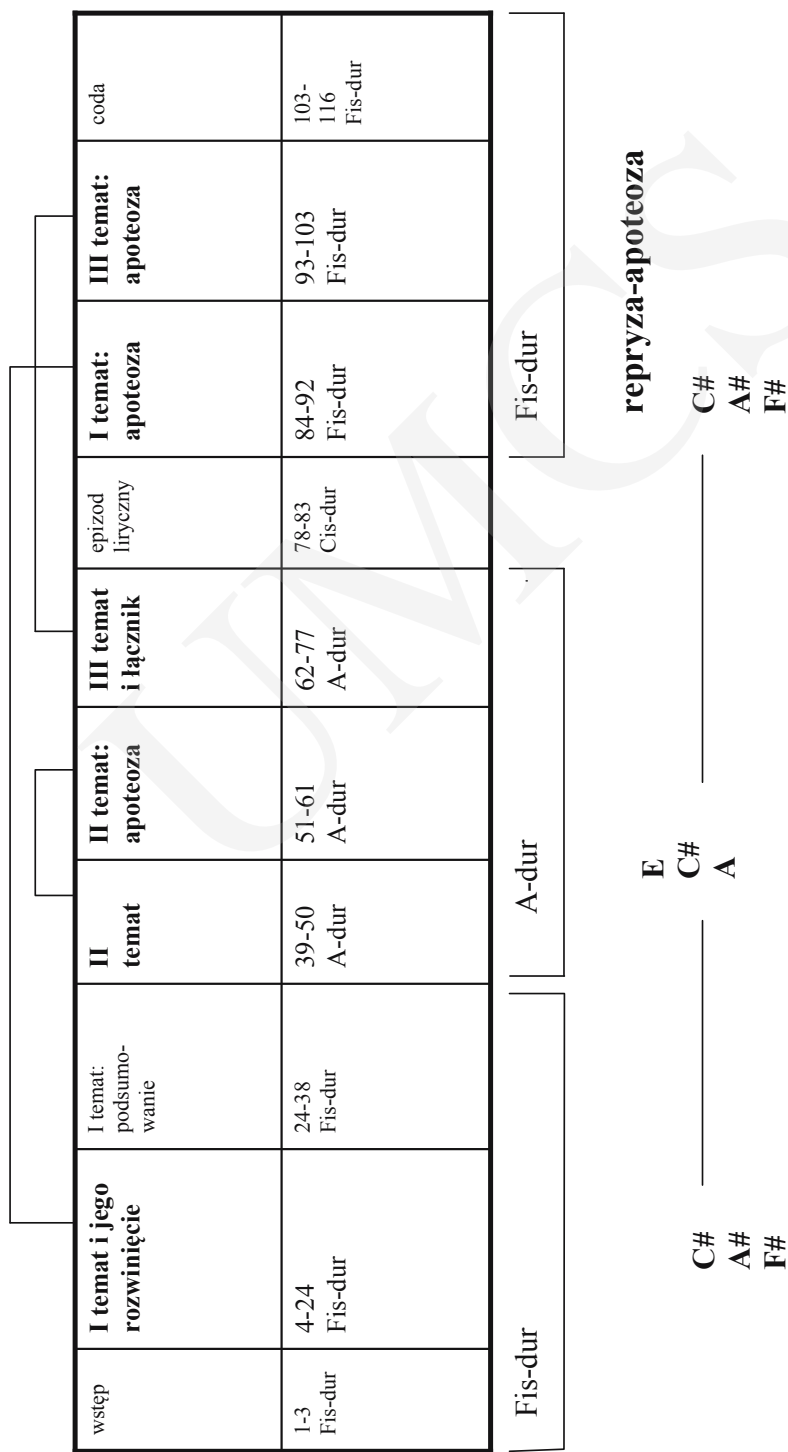 wstęp
I temat i jego
rozwinięcie
I temat:
podsumo-
wanie
II
temat
II temat:
apoteoza
III temat
i łącznik
epizod
liryczny
I temat:
apoteoza
III temat:
apoteoza
coda
1-3
Fis-dur
4-24
Fis-dur
24-38
Fis-dur
39-50
A-dur
51-61
A-dur
62-77
A-dur
78-83
Cis-dur
84-92
Fis-dur
93-103
Fis-dur
103-
116
Fis-dur
Fis-dur
A-dur
Fis-dur
repryza-apoteoza
C#
A#
F#
E
C#
A
C#
A#
F#
UMCS